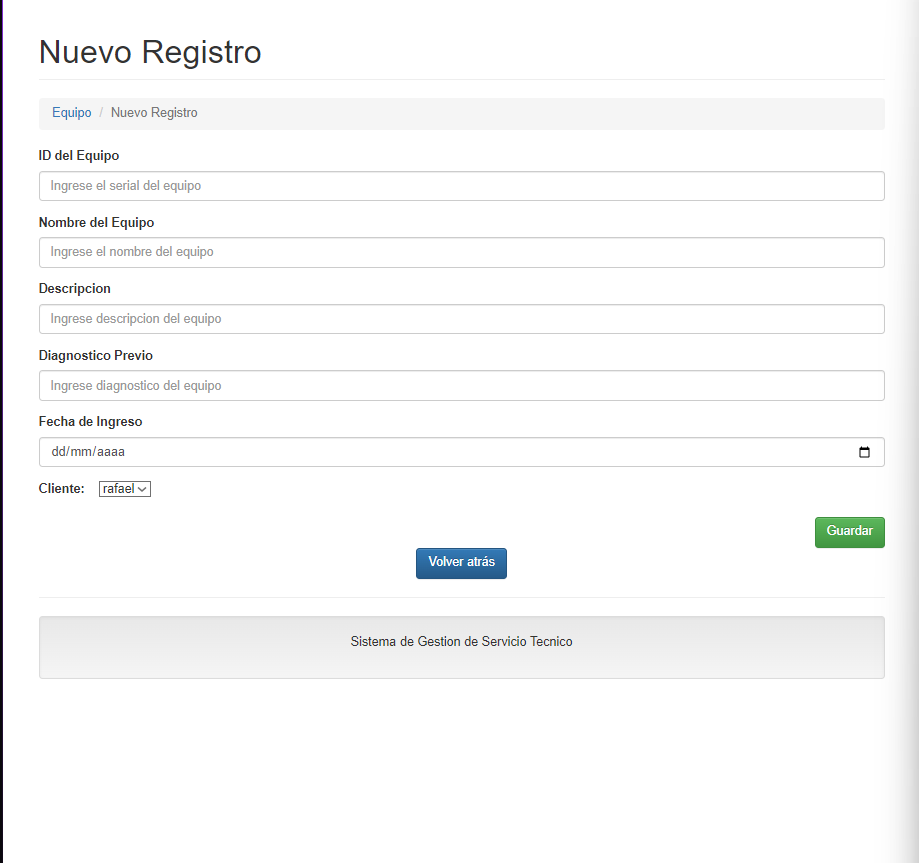 Nuevo Registro
Equipo / Nuevo Registro
ID del Equipo
Ingrese el serial del equipo
Nombre del Equipo
Ingrese el nombre del equipo
Descripcion
Ingrese descripcion del equipo
Diagnostico Previo
Ingrese diagnostico del equipo
Fecha de Ingreso
dd/mm/aaaa
Cliente: rafael
Guardar
Volver atrás
Sistema de Gestion de Servicio Tecnico